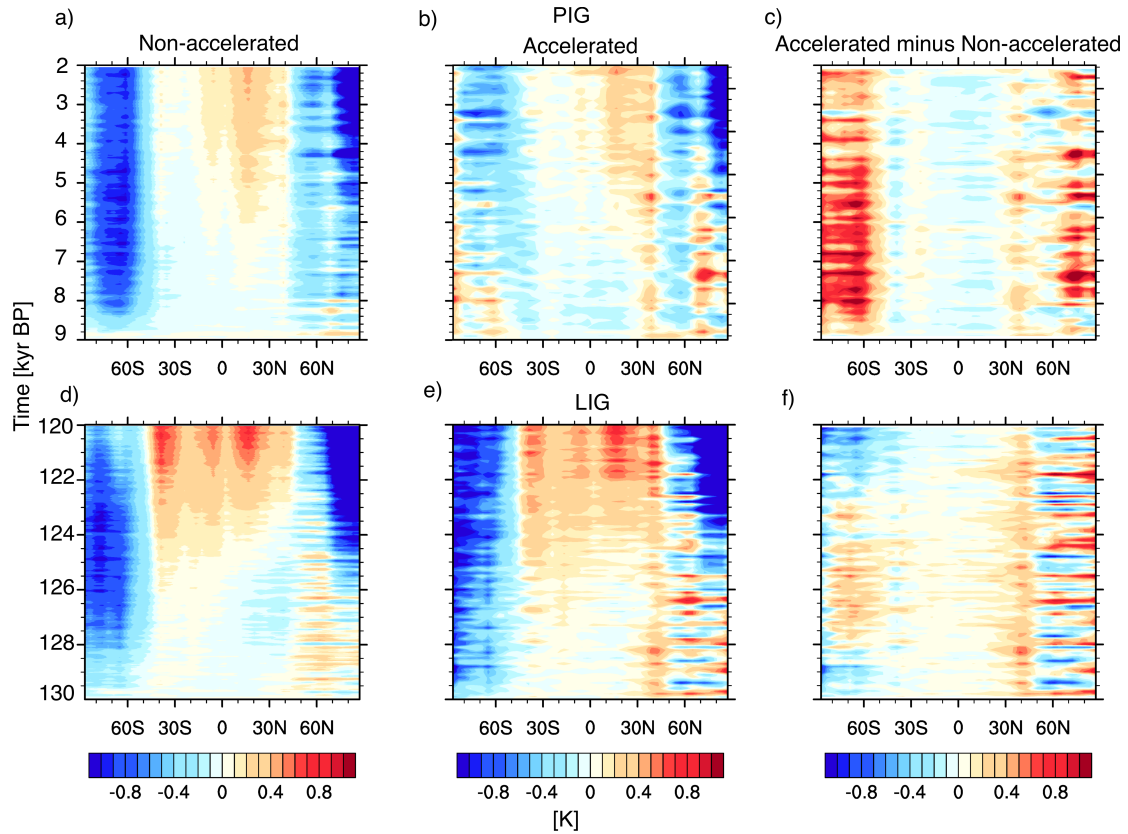 a)
b)
PIG
c)
Non-accelerated
Accelerated
Accelerated minus Non-accelerated
2
3
4
5
6
7
8
9
60S 30S 0 30N 60N
60S 30S 0 30N 60N
60S 30S 0 30N 60N
Time [kyr BP]
d)
e)
LIG
f)
120
122
124
126
128
130
60S 30S 0 30N 60N
60S 30S 0 30N 60N
60S 30S 0 30N 60N
-0.8 -0.4 0 0.4 0.8
-0.8 -0.4 0 0.4 0.8
-0.8 -0.4 0 0.4 0.8
[K]